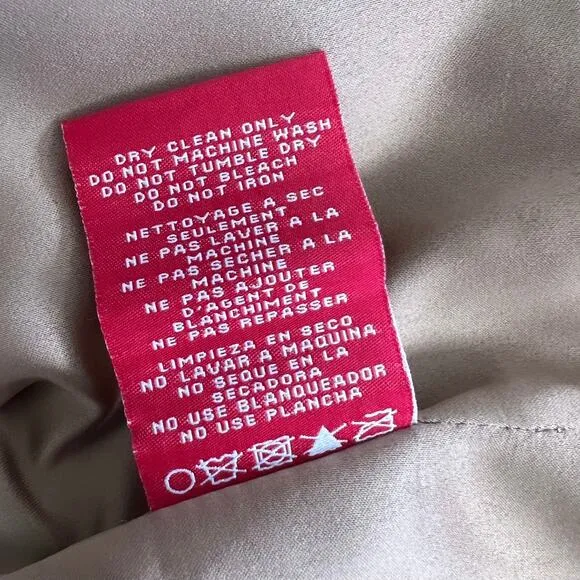 DRY CLEAN ONLY
DO NOT MACHINE WASH
DO NOT TUMBLE DRY
DO NOT BLEACH
DO NOT IRON
NETTOYAGE A SEC
SEULEMENT
NE PAS LAVER A LA
MACHINE
NE PAS SECHER A LA
MACHINE
NE PAS AJOUTER
D'AGENT DE
BLANCHIMENT
NE PAS REPASSER
LIMPIEZA EN SECO
NO LAVAR A MAQUINA
NO SEQUE EN LA
SECADORA
NO USE BLANQUEADOR
NO USE PLANCHA